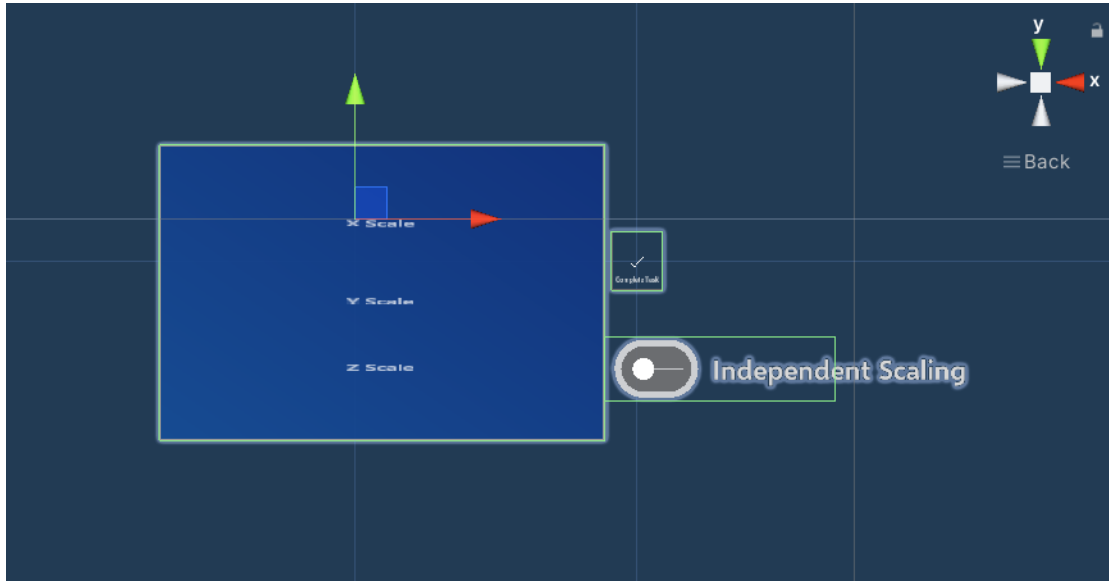 y
x
Back
X Scale
Complete Task
Y Scale
Independent Scaling
Z Scale